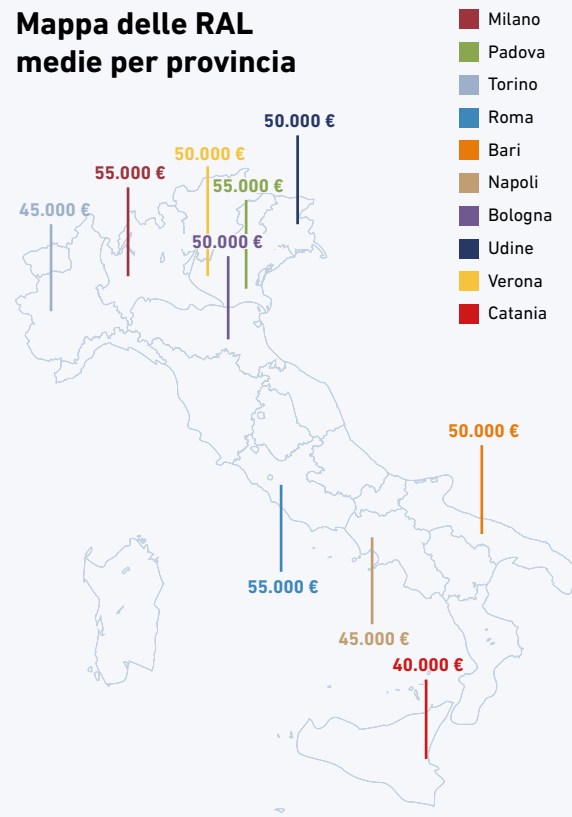 Mappa delle RAL
medie per provincia
Milano
Padova
Torino
Roma
Bari
Napoli
Bologna
Udine
Verona
Catania
50.000 €
50.000 €
55.000 €
55.000 €
45.000 €
50.000 €
50.000 €
55.000 €
45.000 €
40.000 €